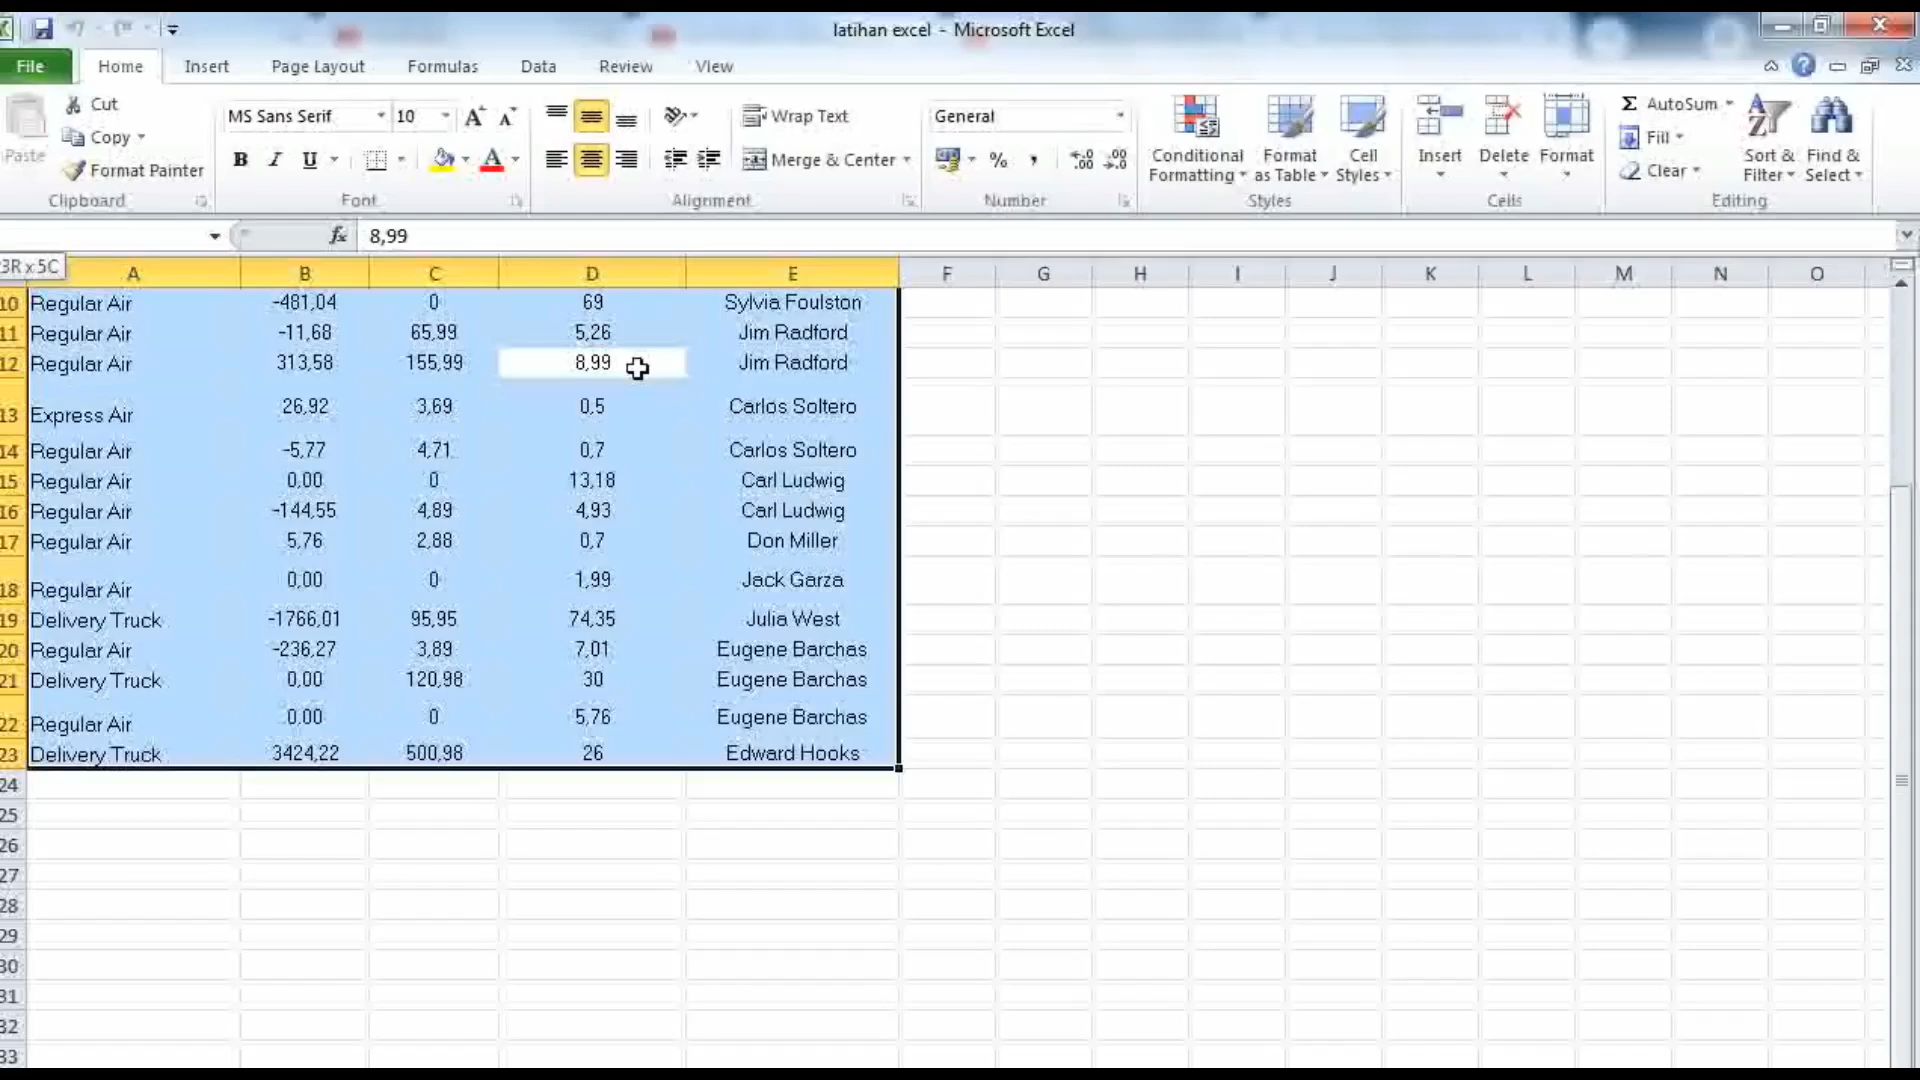 latihan excel - Microsoft Excel
File Home Insert Page Layout Formulas Data Review View
Paste
Cut
Copy
Format Painter
Clipboard
MS Sans Serif 10
B I U
Font
Wrap Text
Merge & Center
Alignment
General
%
Number
Conditional Formatting
Format as Table
Cell Styles
Styles
Insert Delete Format
Cells
Σ AutoSum
Fill
Clear
Sort & Filter
Find & Select
Editing
fx 8,99
3R x 5C
A B C D E F G H I J K L M N O
10 Regular Air -481,04 0 69 Sylvia Foulston
11 Regular Air -11,68 65,99 5,26 Jim Radford
12 Regular Air 313,58 155,99 8,99 Jim Radford
13 Express Air 26,92 3,69 0,5 Carlos Soltero
14 Regular Air -5,77 4,71 0,7 Carlos Soltero
15 Regular Air 0,00 0 13,18 Carl Ludwig
16 Regular Air -144,55 4,89 4,93 Carl Ludwig
17 Regular Air 5,76 2,88 0,7 Don Miller
18 Regular Air 0,00 0 1,99 Jack Garza
19 Delivery Truck -1766,01 95,95 74,35 Julia West
20 Regular Air -236,27 3,89 7,01 Eugene Barchas
21 Delivery Truck 0,00 120,98 30 Eugene Barchas
22 Regular Air 0,00 0 5,76 Eugene Barchas
23 Delivery Truck 3424,22 500,98 26 Edward Hooks
24
25
26
27
28
29
30
31
32
33